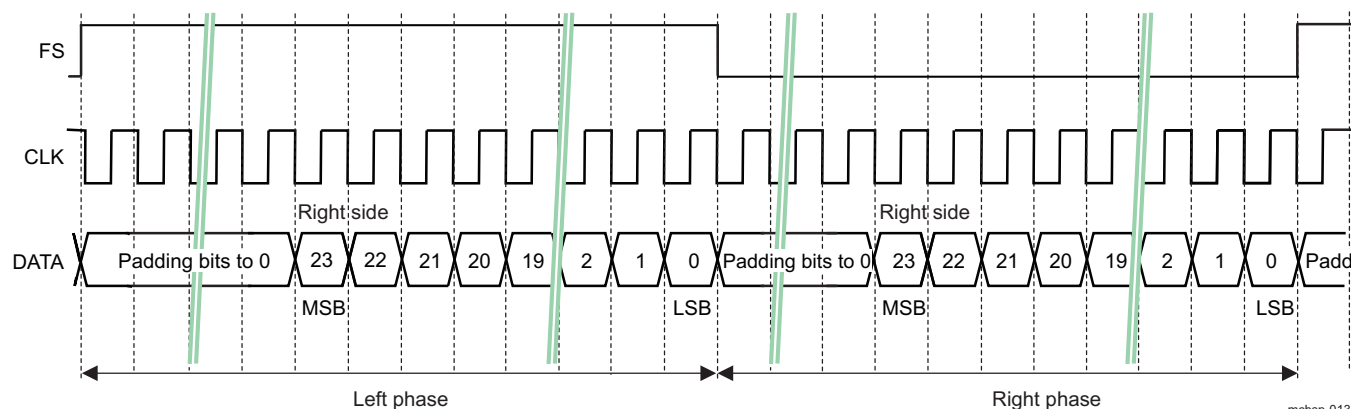 FS
CLK
Right side Right side
DATA Padding bits to 0 23 22 21 20 19 2 1 0 Padding bits to 0 23 22 21 20 19 2 1 0 Padd
MSB LSB MSB LSB
Left phase Right phase